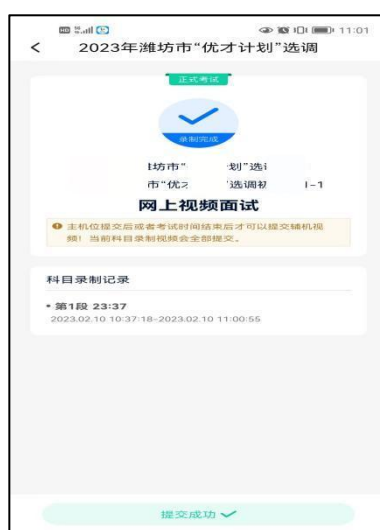 11:01
2023年潍坊市“优才计划”选调
正式考试
录制完成
坊市“ 划”选
市“优 ”选调初 -1
网上视频面试
主机位提交后或者考试时间结束后才可以提交辅机视
频！当前科目录制视频会全部提交。
科目录制记录
• 第1段 23:37
2023.02.10 10:37:18-2023.02.10 11:00:55
提交成功